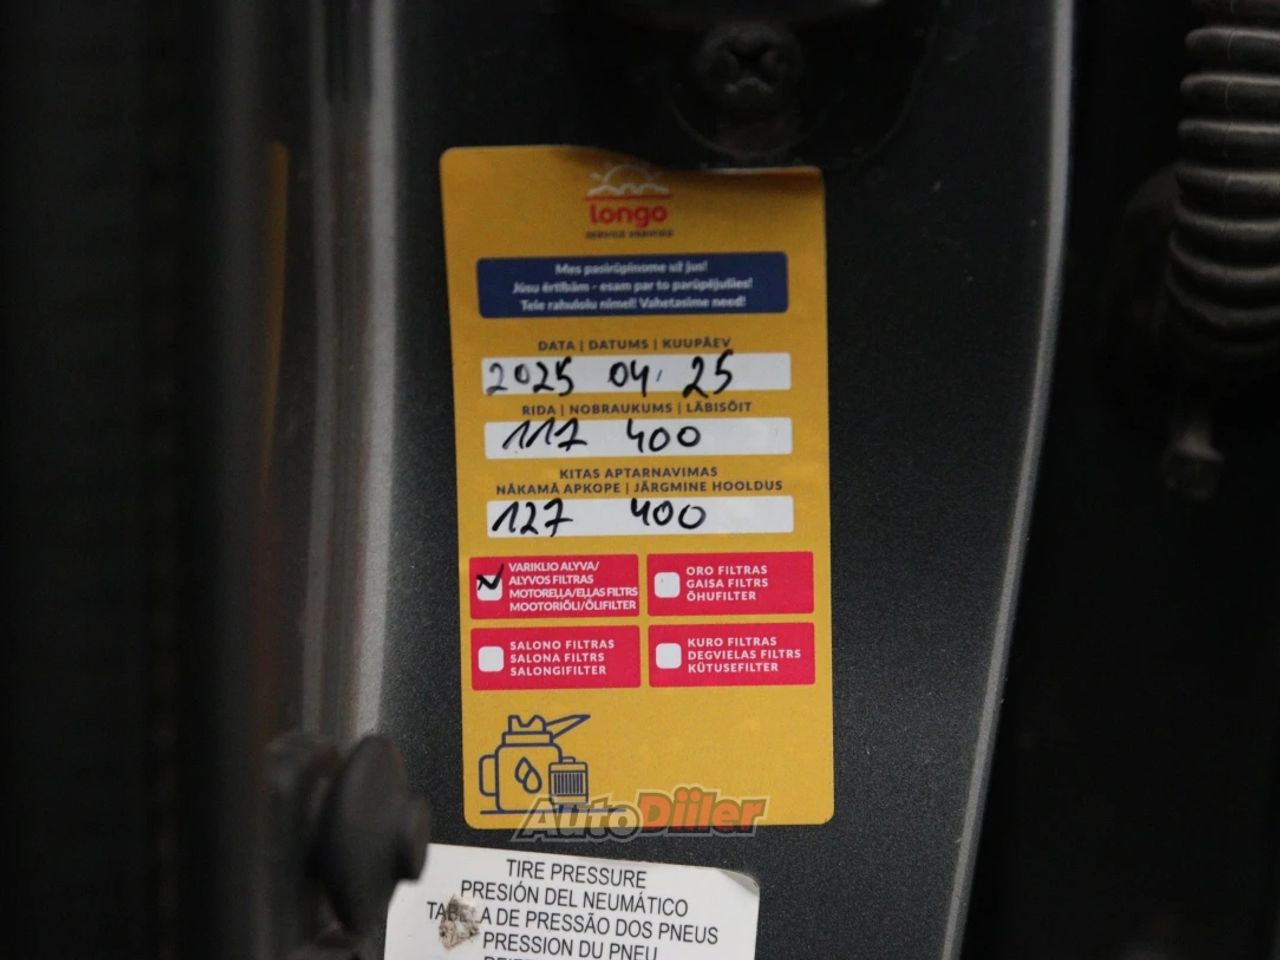 longo
Mes pasirūpinome už jus!
Jūsu ērtībām - esam par to parūpējušies!
Teie rahulolu nimel! Vahetasime need!
DATA | DATUMS | KUUPÄEV
2025 04. 25
RIDA | NOBRAUKUMS | LÄBISÕIT
117 400
KITAS APTARNAVIMAS
NĀKAMĀ APKOPE | JÄRGMINE HOOLDUS
127 400
VARIKLIO ALYVA/
ALYVOS FILTRAS
MOTOREĻĻA/EĻĻAS FILTRS
MOOTORIÕLI/ÕLIFILTER
ORO FILTRAS
GAISA FILTRS
ÕHUFILTER
SALONO FILTRAS
SALONA FILTRS
SALONGIFILTER
KURO FILTRAS
DEGVIELAS FILTRS
KÜTUSEFILTER
AutoDiiler
TIRE PRESSURE
PRESIÓN DEL NEUMÁTICO
TABELA DE PRESSÃO DOS PNEUS
PRESSION DU PNEU